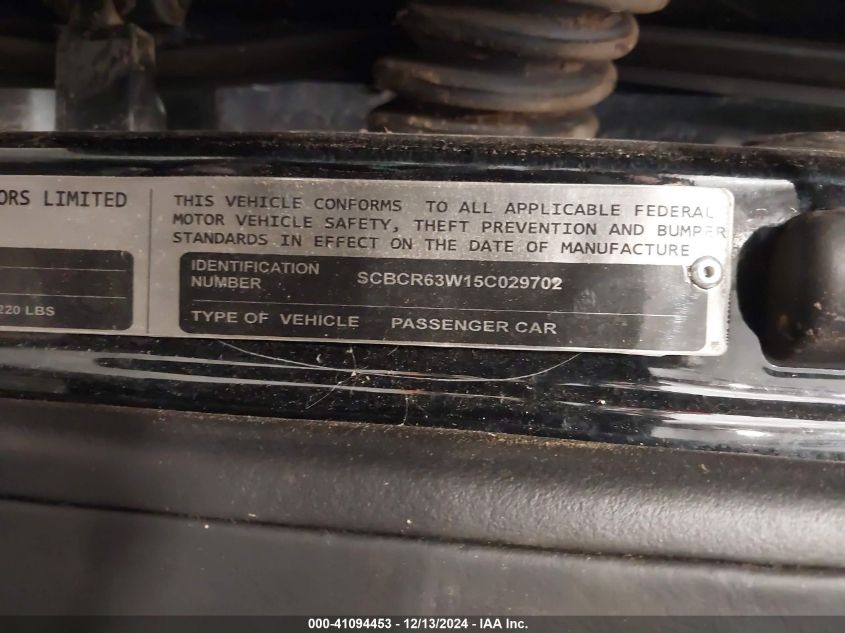 ORS LIMITED
220 LBS
THIS VEHICLE CONFORMS TO ALL APPLICABLE FEDERAL
MOTOR VEHICLE SAFETY, THEFT PREVENTION AND BUMPER
STANDARDS IN EFFECT ON THE DATE OF MANUFACTURE
IDENTIFICATION
NUMBER SCBCR63W15C029702
TYPE OF VEHICLE PASSENGER CAR
000-41094453 - 12/13/2024 - 1US, Inc.